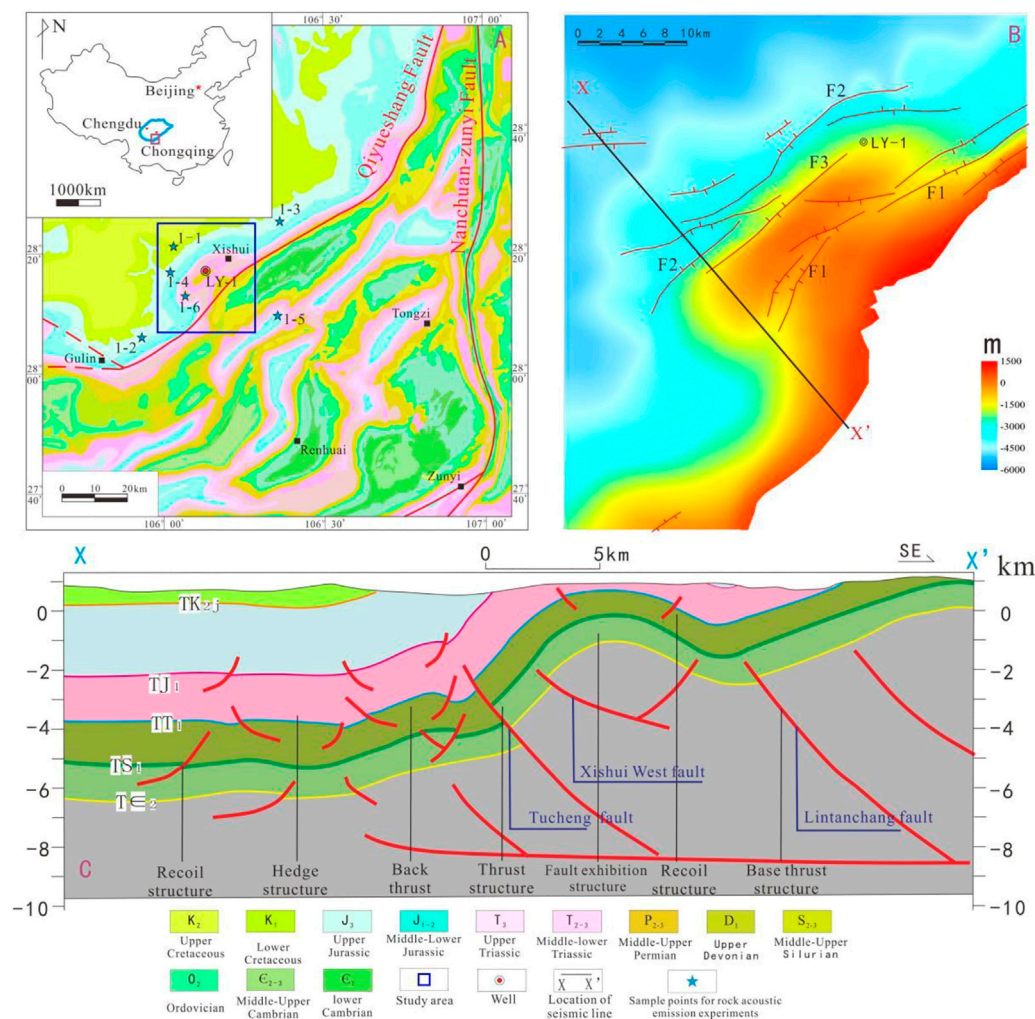 N
Beijing
Chengdu
Chongqing
1000km
106° 30′
107° 00′
A
Qiyueshang Fault
Nanchuan-zunyi Fault
28° 40′
28° 20′
28° 00′
27° 40′
1-3
1-1
Xishui
1-4
LY-1
1-6
1-5
1-2
Gulin
Tongzi
Renhuai
Zunyi
0 10 20km
106° 00′
106° 30′
107° 00′
0 2 4 6 8 10km
B
X
F2
LY-1
F3
F1
F2
F1
X'
m
1500
0
-1500
-3000
-4500
-6000
X
0 5km
SE
X'
km
TK₂j
TJ₁
TT₁
TS₁
T∈₂
0
-2
-4
-6
-8
-10
0
-2
-4
-6
-8
-10
Xishui West fault
Tucheng fault
Lintanchang fault
C
Recoil structure
Hedge structure
Back thrust
Thrust structure
Fault exhibition structure
Recoil structure
Base thrust structure
K₂
Upper Cretaceous
K₁
Lower Cretaceous
J₃
Upper Jurassic
J₁₋₂
Middle-Lower Jurassic
T₃
Upper Triassic
T₂₋₃
Middle-lower Triassic
P₂₋₃
Middle-Upper Permian
D₁
Upper Devonian
S₂₋₃
Middle-Upper Silurian
O₂
Ordovician
Є₂₋₃
Middle-Upper Cambrian
Є₁
lower Cambrian
Study area
Well
X X'
Location of seismic line
Sample points for rock acoustic emission experiments